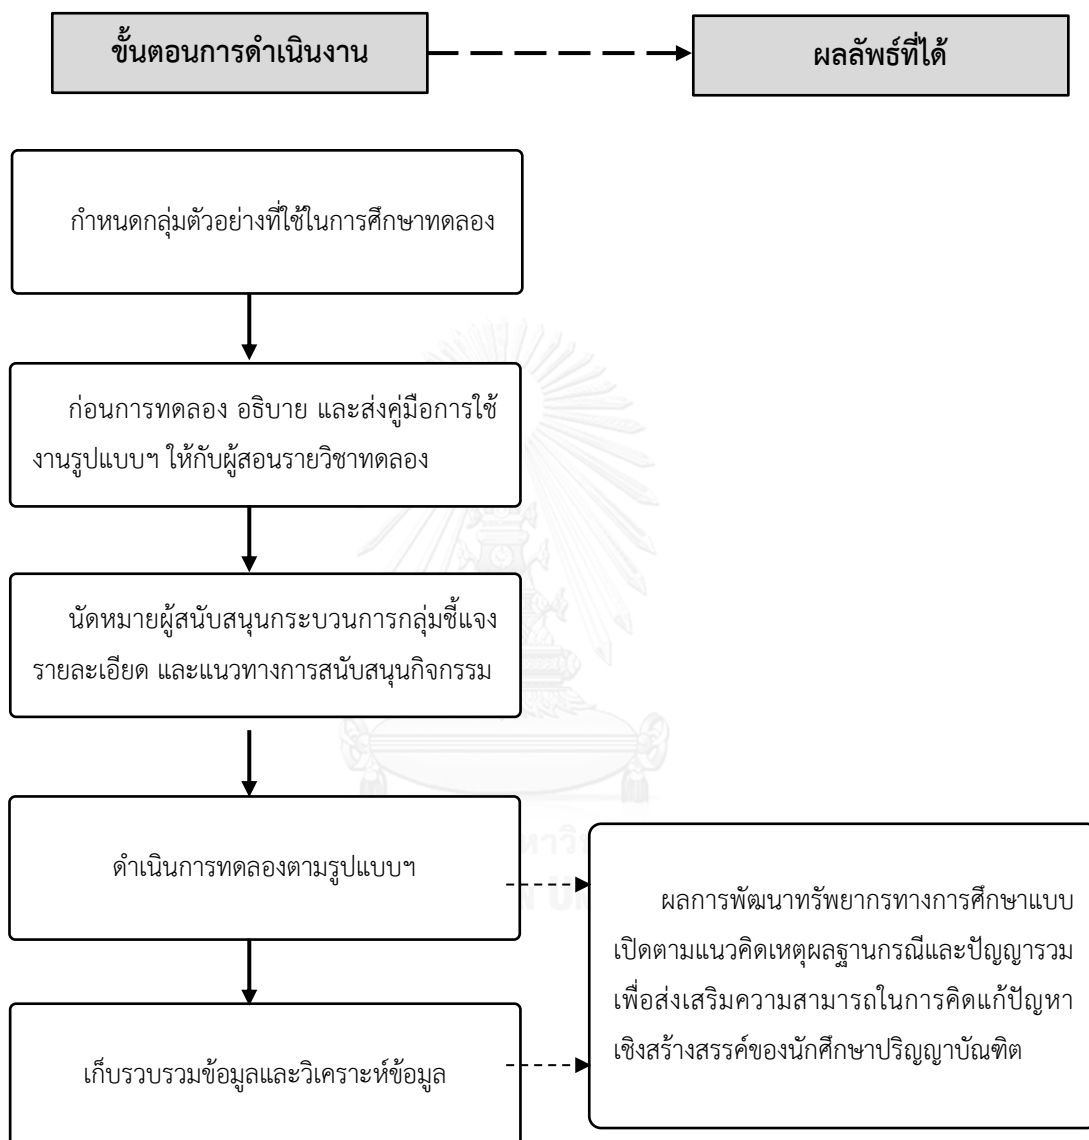 ขั้นตอนการดำเนินงาน
ผลลัพธ์ที่ได้
กำหนดกลุ่มตัวอย่างที่ใช้ในการศึกษาทดลอง
ก่อนการทดลอง อธิบาย และส่งคู่มือการใช้
งานรูปแบบฯ ให้กับผู้สอนรายวิชาทดลอง
นัดหมายผู้สนับสนุนกระบวนการกลุ่มชี้แจง
รายละเอียด และแนวทางการสนับสนุนกิจกรรม
ดำเนินการทดลองตามรูปแบบฯ
เก็บรวบรวมข้อมูลและวิเคราะห์ข้อมูล
ผลการพัฒนาทรัพยากรทางการศึกษาแบบ
เปิดตามแนวคิดเหตุผลฐานกรณีและปัญญารวม
เพื่อส่งเสริมความสามารถในการคิดแก้ปัญหา
เชิงสร้างสรรค์ของนักศึกษาปริญญาบัณฑิต